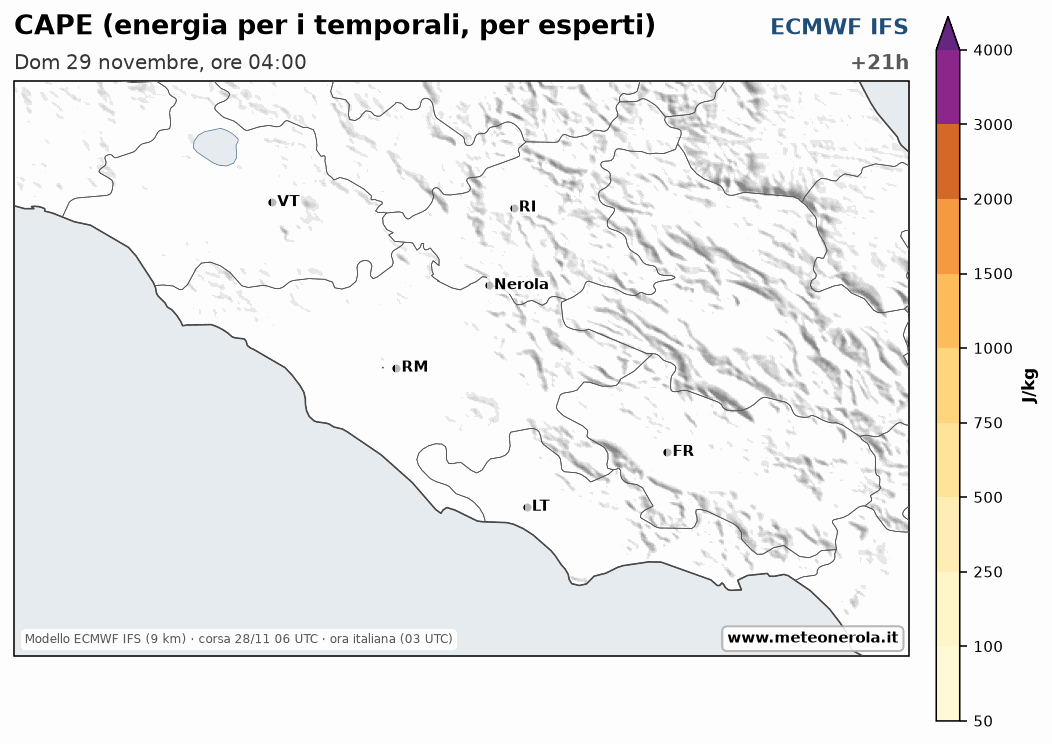 CAPE (energia per i temporali, per esperti)
ECMWF IFS
Dom 29 novembre, ore 04:00
+21h
VT
RI
Nerola
RM
FR
LT
Modello ECMWF IFS (9 km) · corsa 28/11 06 UTC · ora italiana (03 UTC)
www.meteonerola.it
4000
3000
2000
1500
1000
750
500
250
100
50
J/kg